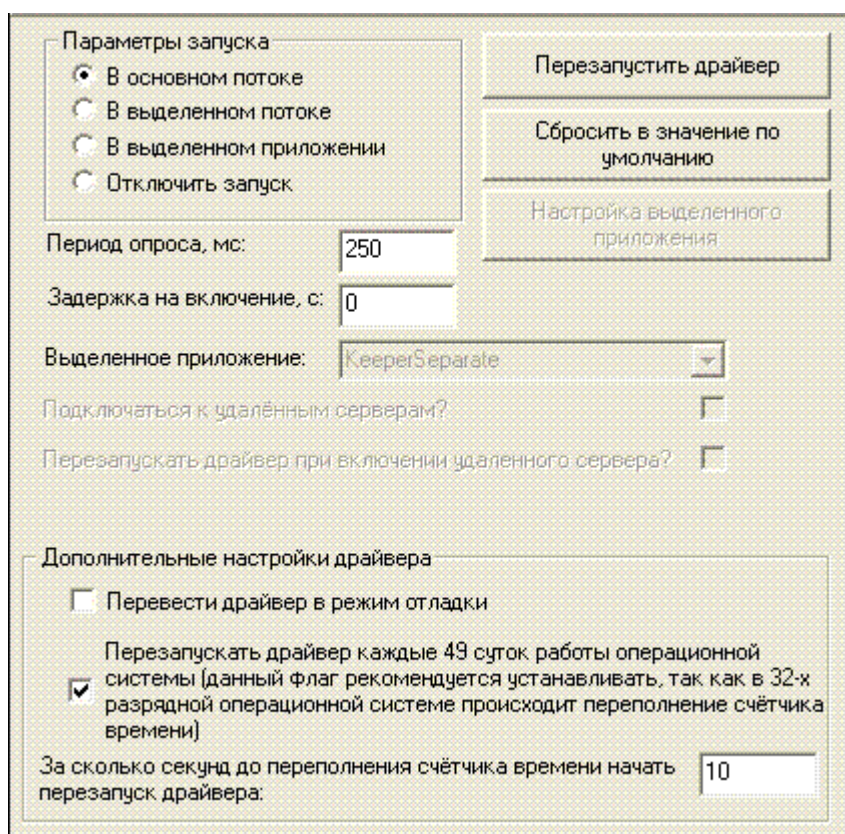 Параметры запуска
В основном потоке
В выделенном потоке
В выделенном приложении
Отключить запуск
Перезапустить драйвер
Сбросить в значение по
умолчанию
Настройка выделенного
приложения
Период опроса, мс:
250
Задержка на включение, с:
0
Выделенное приложение:
KeeperSeparate
Подключаться к удалённым серверам?
Перезапускать драйвер при включении удаленного сервера?
Дополнительные настройки драйвера
Перевести драйвер в режим отладки
Перезапускать драйвер каждые 49 суток работы операционной
системы (данный флаг рекомендуется устанавливать, так как в 32-х
разрядной операционной системе происходит переполнение счётчика
времени)
За сколько секунд до переполнения счётчика времени начать
перезапуск драйвера:
10